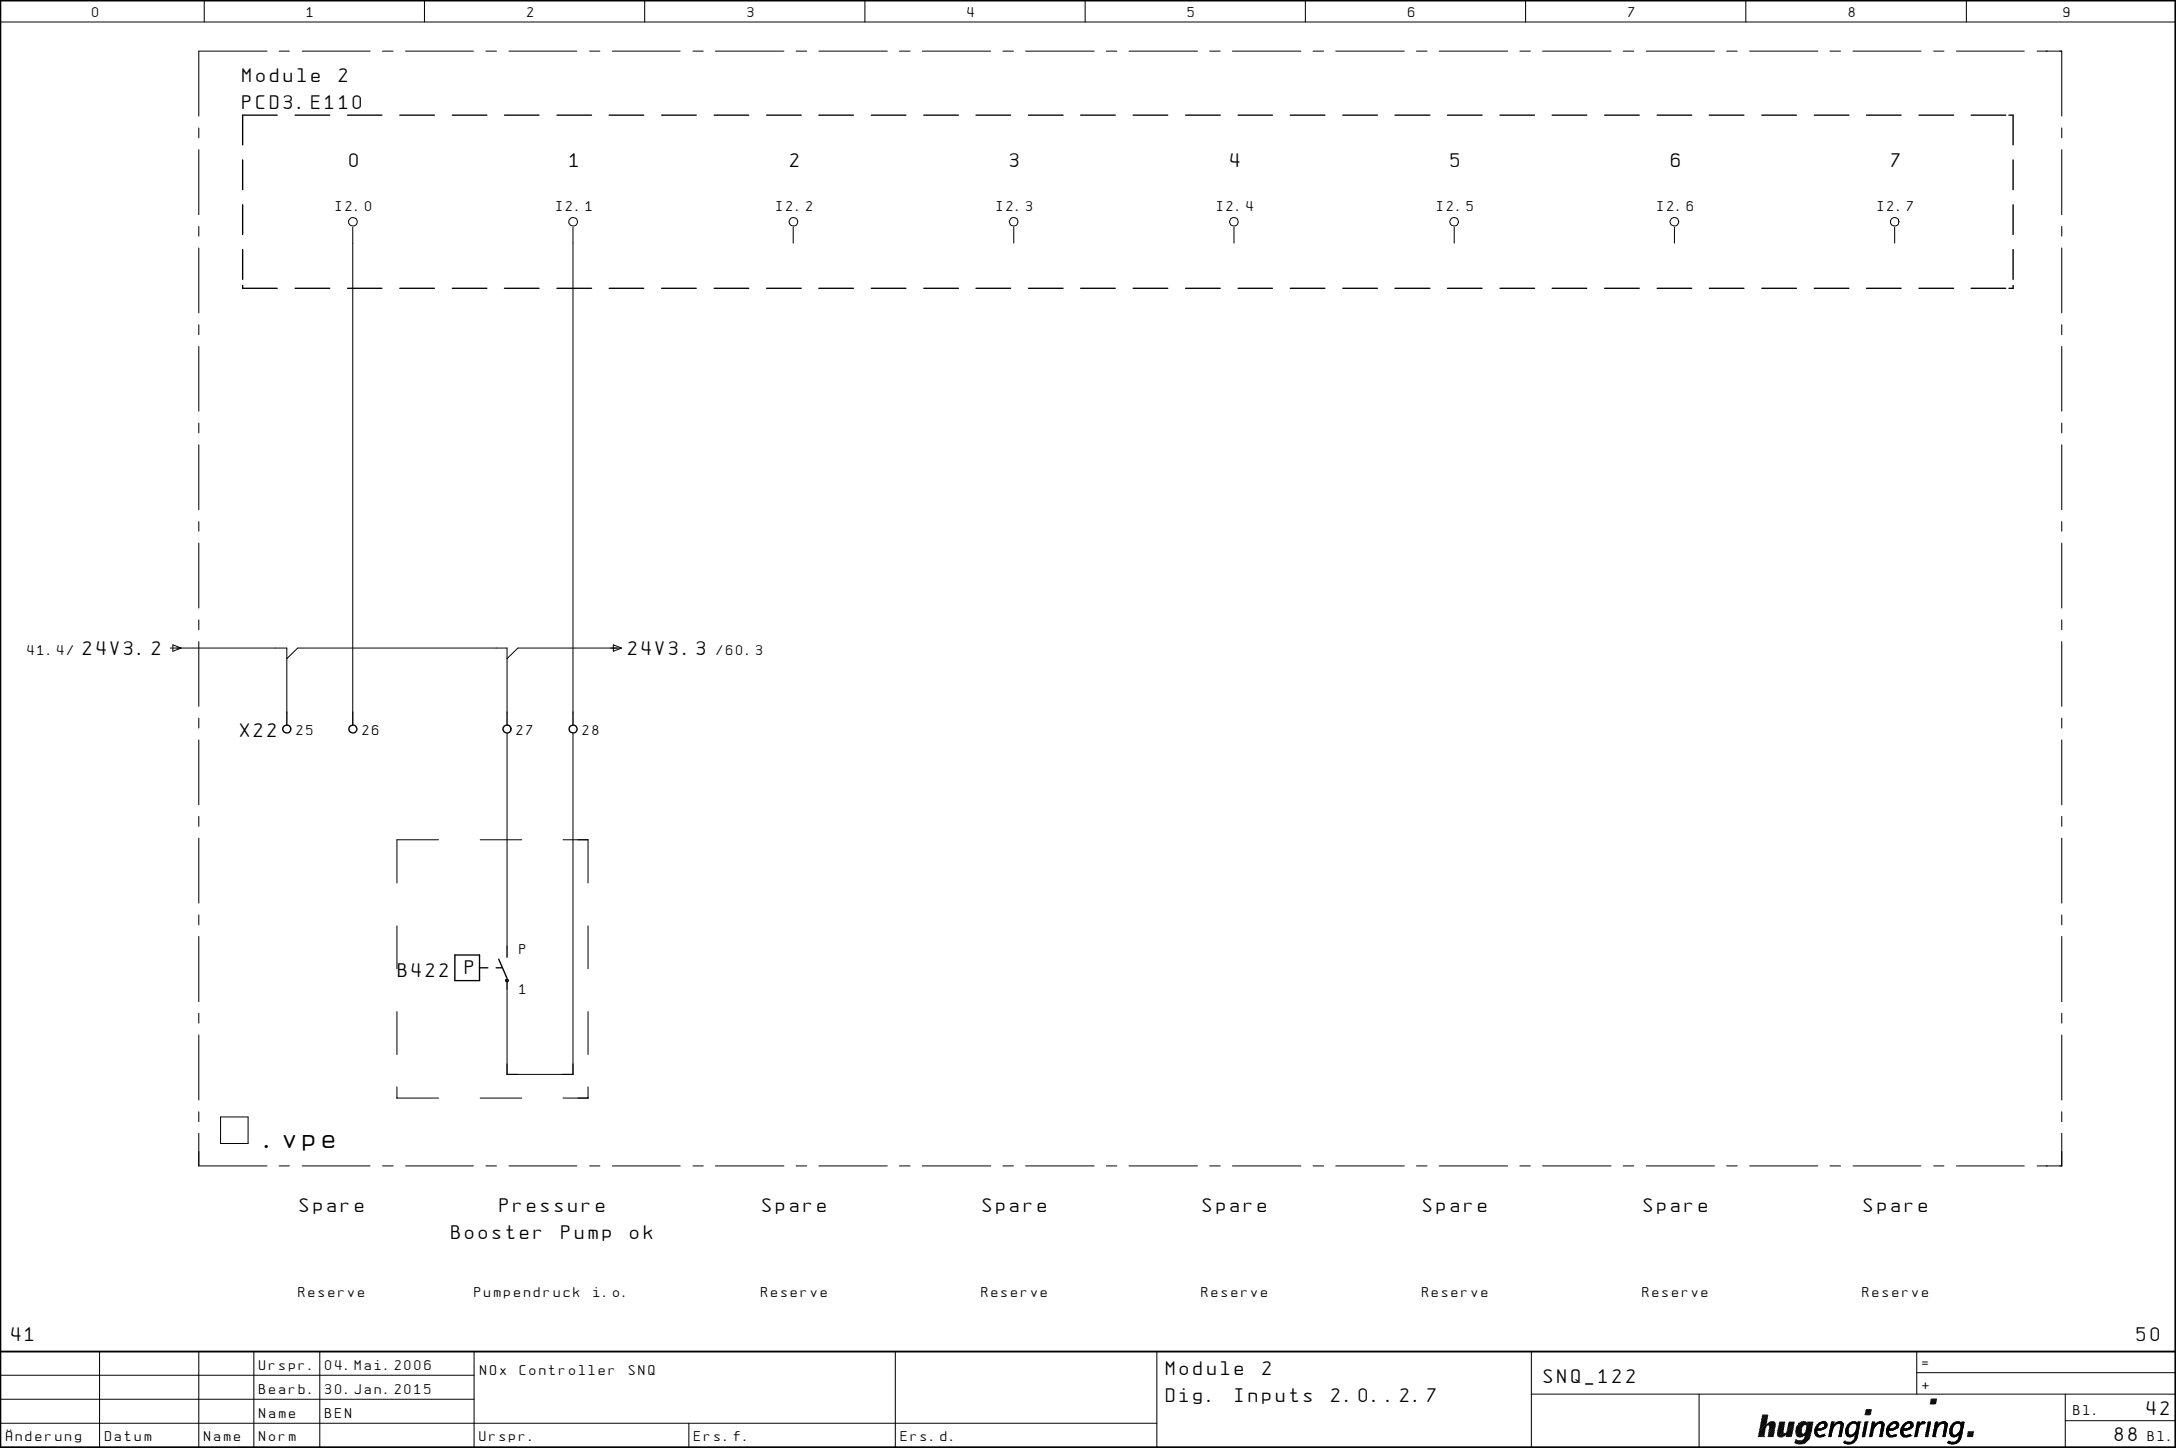 0 1 2 3 4 5 6 7 8 9
Module 2
PCD3.E110
0 1 2 3 4 5 6 7
I2.0 I2.1 I2.2 I2.3 I2.4 I2.5 I2.6 I2.7
41.4/ 24V3.2 24V3.3 /60.3
X22 25 26 27 28
P
B422 P
1
.vpe
Spare Pressure Spare Spare Spare Spare Spare Spare
Booster Pump ok
Reserve Pumpendruck i.o. Reserve Reserve Reserve Reserve Reserve Reserve
41 50
Urspr. 04.Mai.2006 NOx Controller SNQ Module 2 SNQ_122 =
Bearb. 30.Jan.2015 Dig. Inputs 2.0..2.7 +
Name BEN hugengineering. Bl. 42
Änderung Datum Name Norm Urspr. Ers.f. Ers.d. 88 Bl.